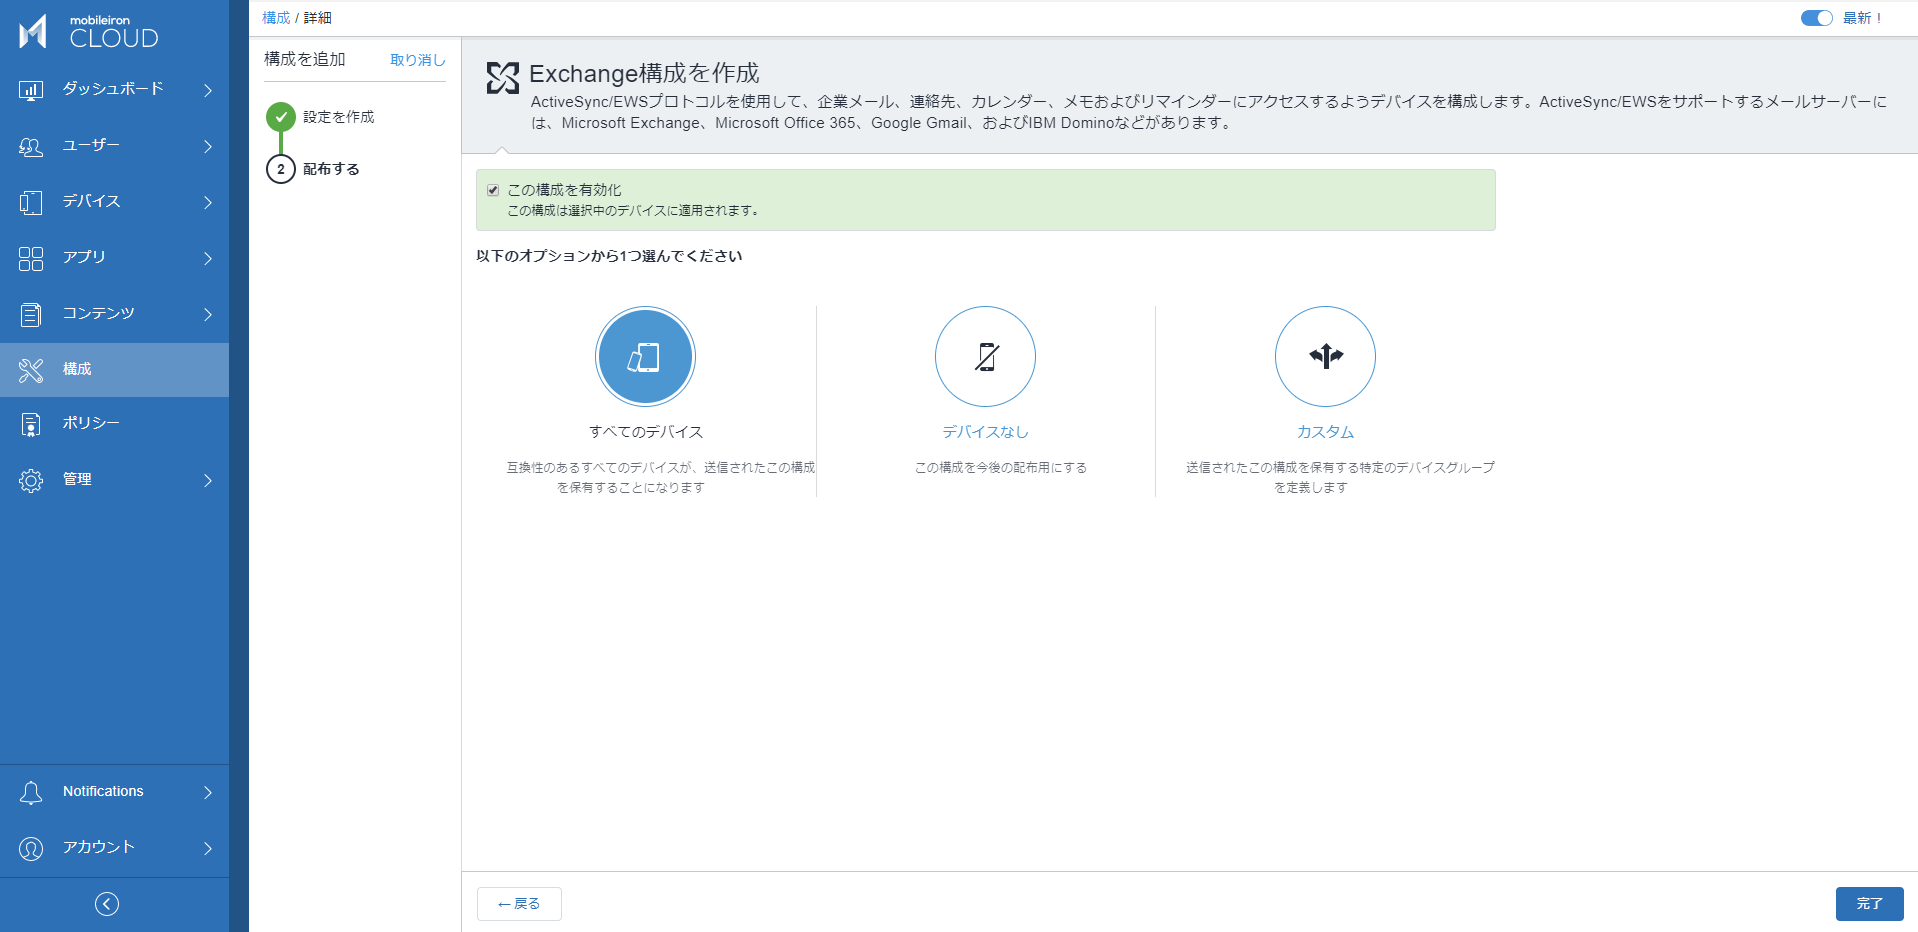 mobileiron
CLOUD
ダッシュボード
ユーザー
デバイス
アプリ
コンテンツ
構成
ポリシー
管理
Notifications
アカウント
構成 / 詳細
最新！
構成を追加
取り消し
設定を作成
2 配布する
Exchange構成を作成
ActiveSync/EWSプロトコルを使用して、企業メール、連絡先、カレンダー、メモおよびリマインダーにアクセスするようデバイスを構成します。ActiveSync/EWSをサポートするメールサーバーに
は、Microsoft Exchange、Microsoft Office 365、Google Gmail、およびIBM Dominoなどがあります。
この構成を有効化
この構成は選択中のデバイスに適用されます。
以下のオプションから1つ選んでください
すべてのデバイス
互換性のあるすべてのデバイスが、送信されたこの構成
を保有することになります
デバイスなし
この構成を今後の配布用にする
カスタム
送信されたこの構成を保有する特定のデバイスグループ
を定義します
←戻る
完了